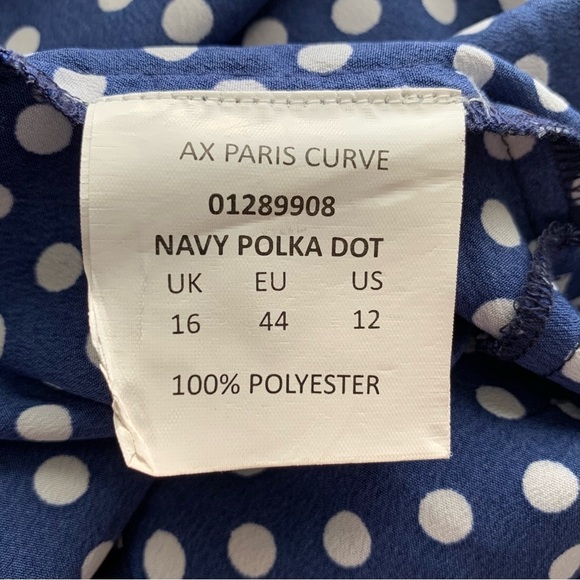 AX PARIS CURVE
01289908
NAVY POLKA DOT
UK EU US
16 44 12
100% POLYESTER